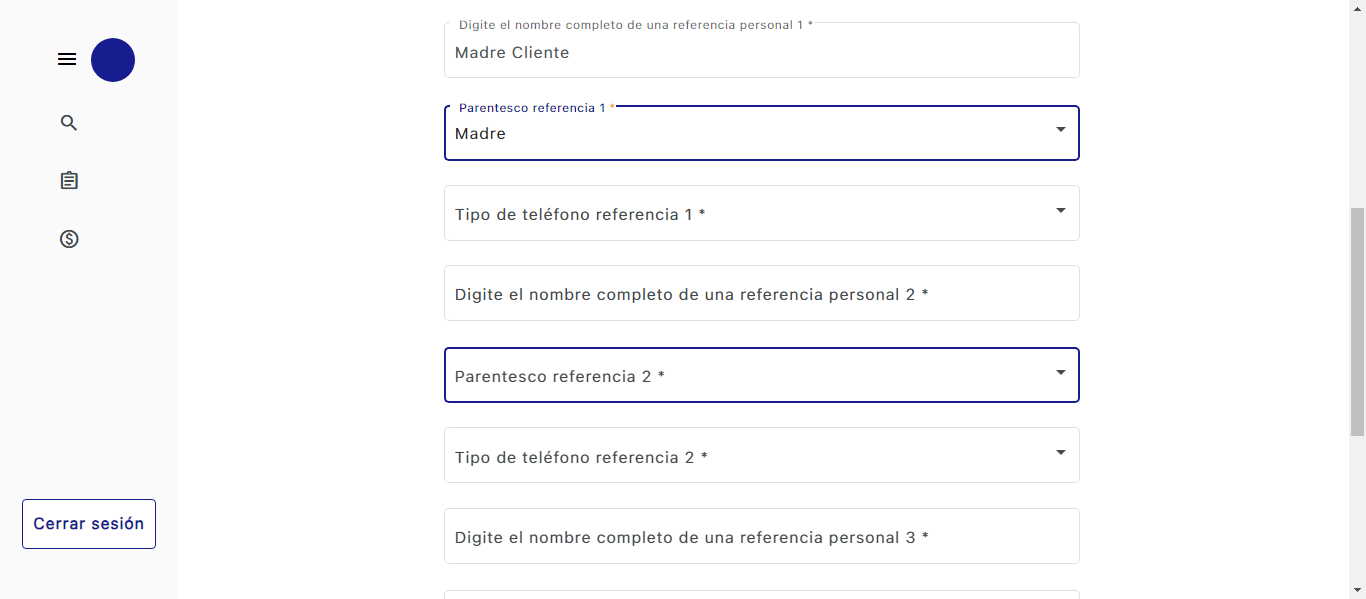 Digite el nombre completo de una referencia personal 1 *
Madre Cliente
Parentesco referencia 1 *
Madre
Tipo de teléfono referencia 1 *
Digite el nombre completo de una referencia personal 2 *
Parentesco referencia 2 *
Tipo de teléfono referencia 2 *
Digite el nombre completo de una referencia personal 3 *
Cerrar sesión